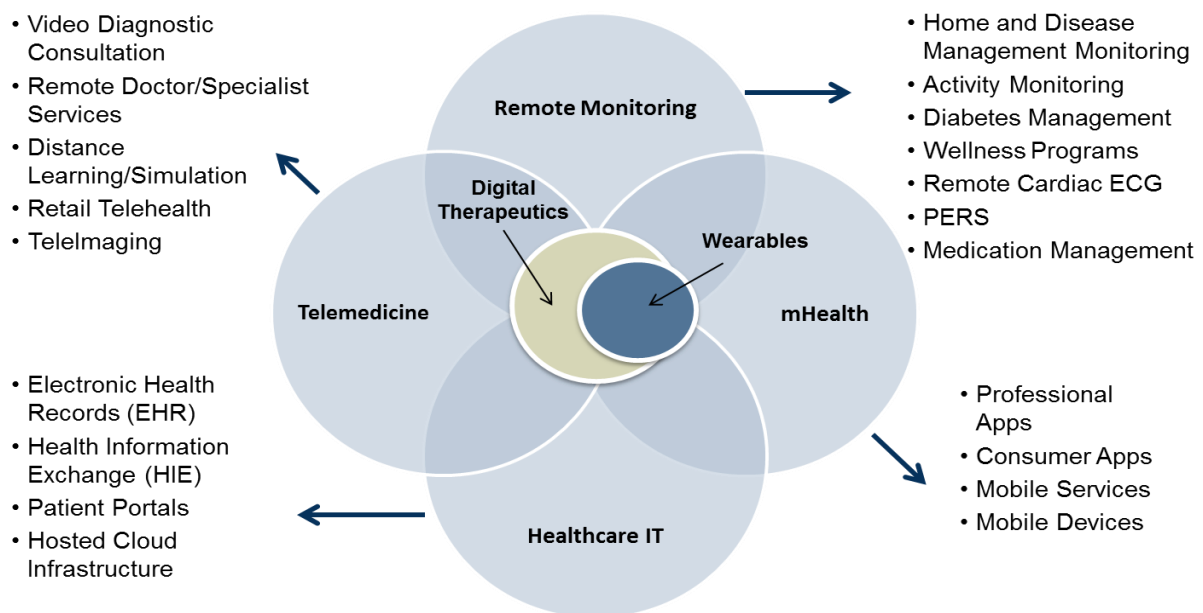 • Video Diagnostic
Consultation
• Remote Doctor/Specialist
Services
• Distance
Learning/Simulation
• Retail Telehealth
• TeleImaging
Remote Monitoring
• Home and Disease
Management Monitoring
• Activity Monitoring
• Diabetes Management
• Wellness Programs
• Remote Cardiac ECG
• PERS
• Medication Management
Digital
Therapeutics
Wearables
Telemedicine
mHealth
• Electronic Health
Records (EHR)
• Health Information
Exchange (HIE)
• Patient Portals
• Hosted Cloud
Infrastructure
Healthcare IT
• Professional
Apps
• Consumer Apps
• Mobile Services
• Mobile Devices